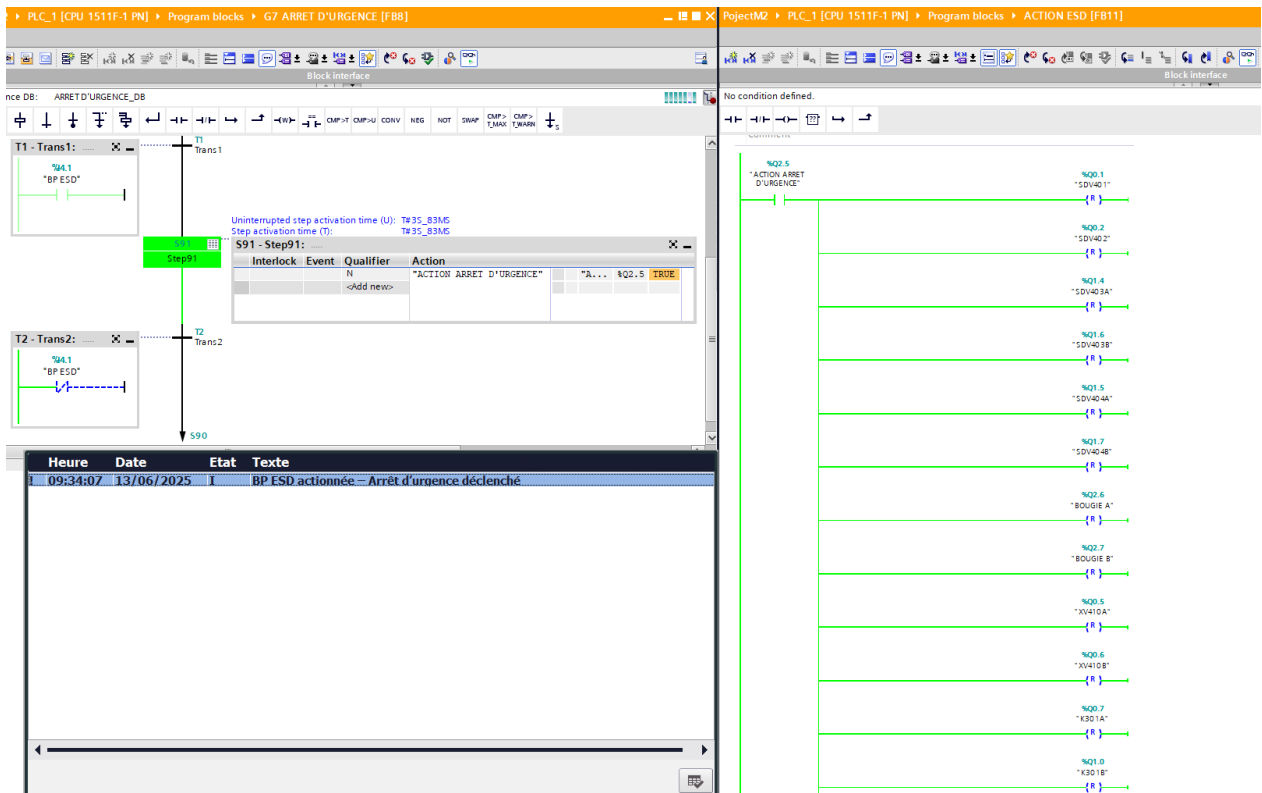 PLC_1 [CPU 1511F-1 PN] ▸ Program blocks ▸ G7 ARRET D'URGENCE [FB8]
Block interface
nce DB: ARRET D'URGENCE_DB
CMP>T CMP>U CONV NEG NOT SWAP CMP> T_MAX CMP> T_WARN
T1 - Trans1: .....
%I4.1
"BP ESD"
T1
Trans1
Uninterrupted step activation time (U): T#3S_83MS
Step activation time (T): T#3S_83MS
S91
Step91
S91 - Step91: .....
Interlock Event Qualifier Action
N "ACTION ARRET D'URGENCE" "A... %Q2.5 TRUE
<Add new>
T2 - Trans2: .....
%I4.1
"BP ESD"
T2
Trans2
S90
Heure Date Etat Texte
! 09:34:07 13/06/2025 I BP ESD actionnée – Arrêt d'urgence déclenché
PojectM2 ▸ PLC_1 [CPU 1511F-1 PN] ▸ Program blocks ▸ ACTION ESD [FB11]
Block interface
No condition defined.
Comment
%Q2.5
"ACTION ARRET
D'URGENCE"
%Q0.1
"SDV401"
R
%Q0.2
"SDV402"
R
%Q1.4
"SDV403A"
R
%Q1.6
"SDV403B"
R
%Q1.5
"SDV404A"
R
%Q1.7
"SDV404B"
R
%Q2.6
"BOUGIE A"
R
%Q2.7
"BOUGIE B"
R
%Q0.5
"XV410A"
R
%Q0.6
"XV410B"
R
%Q0.7
"K301A"
R
%Q1.0
"K301B"
R